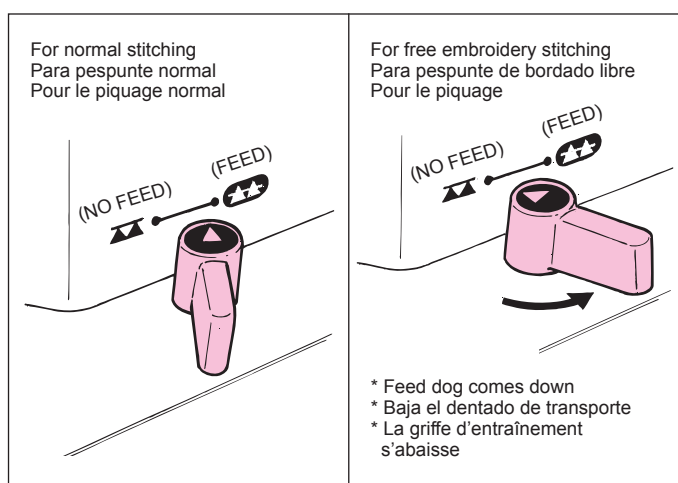 For normal stitching
Para pespunte normal
Pour le piquage normal
(FEED)
(NO FEED)
For free embroidery stitching
Para pespunte de bordado libre
Pour le piquage
(FEED)
(NO FEED)
* Feed dog comes down
* Baja el dentado de transporte
* La griffe d’entraînement
s’abaisse